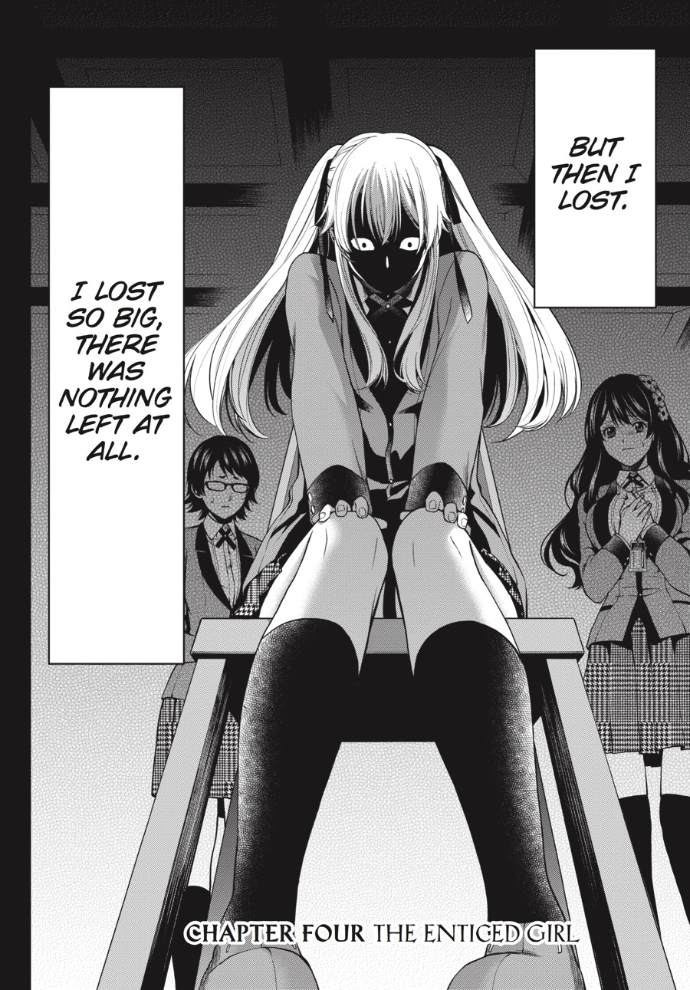 BUT
THEN I
LOST.
I LOST
SO BIG,
THERE
WAS
NOTHING
LEFT AT
ALL.
CHAPTER FOUR THE ENTICED GIRL